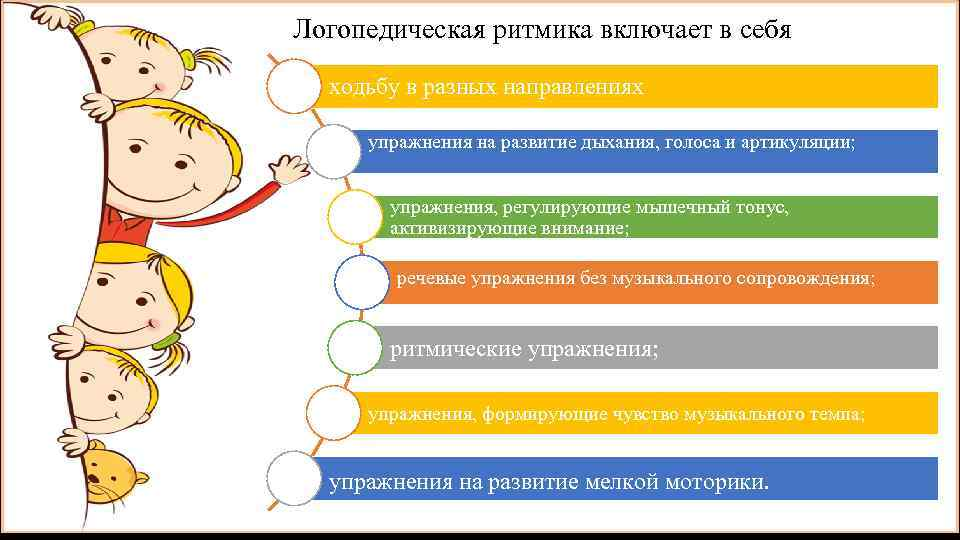 Логопедическая ритмика включает в себя
ходьбу в разных направлениях
упражнения на развитие дыхания, голоса и артикуляции;
упражнения, регулирующие мышечный тонус,
активизирующие внимание;
речевые упражнения без музыкального сопровождения;
ритмические упражнения;
упражнения, формирующие чувство музыкального темпа;
упражнения на развитие мелкой моторики.